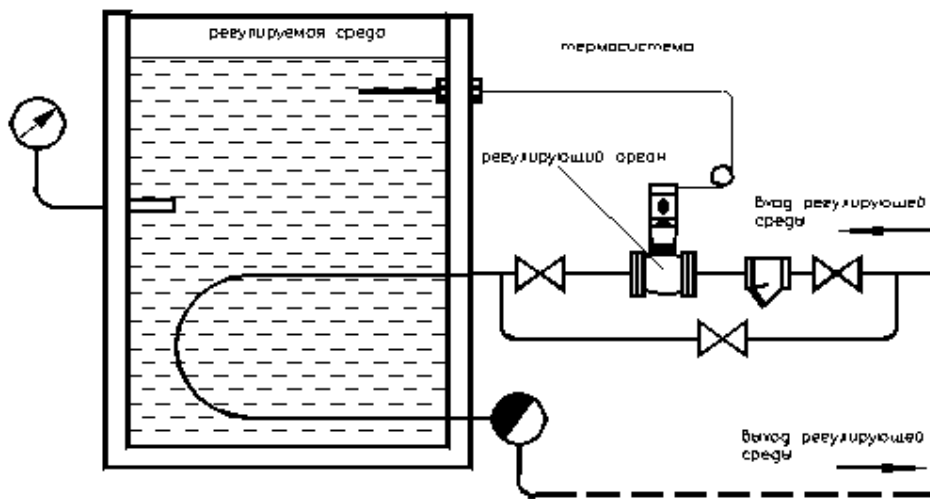 регулируемая среда
термосистема
регулирующий орган
вход регулирующей
среды
выход регулирующей
среды